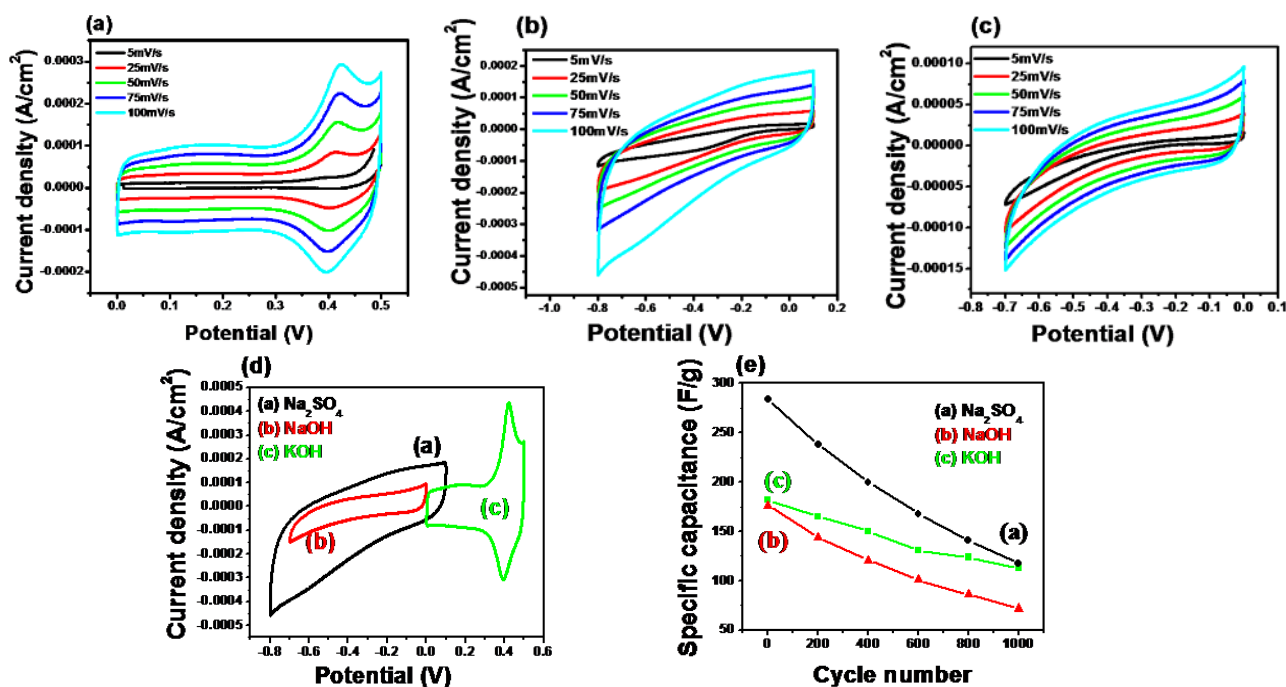 (a)
Current density (A/cm²)
0.0003
0.0002
0.0001
0.0000
-0.0001
-0.0002
5mV/s
25mV/s
50mV/s
75mV/s
100mV/s
0.0 0.1 0.2 0.3 0.4 0.5
Potential (V)
(b)
Current density (A/cm²)
0.0002
0.0001
0.0000
-0.0001
-0.0002
-0.0003
-0.0004
-0.0005
5mV/s
25mV/s
50mV/s
75mV/s
100mV/s
-1.0 -0.8 -0.6 -0.4 -0.2 0.0 0.2
Potential (V)
(c)
Current density (A/cm²)
0.00010
0.00005
0.00000
-0.00005
-0.00010
-0.00015
5mV/s
25mV/s
50mV/s
75mV/s
100mV/s
-0.8 -0.7 -0.6 -0.5 -0.4 -0.3 -0.2 -0.1 0.0 0.1
Potential (V)
(d)
Current density (A/cm²)
0.0005
0.0004
0.0003
0.0002
0.0001
0.0000
-0.0001
-0.0002
-0.0003
-0.0004
-0.0005
(a) Na₂SO₄
(b) NaOH
(c) KOH
(a)
(b)
(c)
-0.8 -0.6 -0.4 -0.2 0.0 0.2 0.4 0.6
Potential (V)
(e)
Specific capacitance (F/g)
300
250
200
150
100
50
(a) Na₂SO₄
(b) NaOH
(c) KOH
(c)
(b)
(a)
0 200 400 600 800 1000
Cycle number